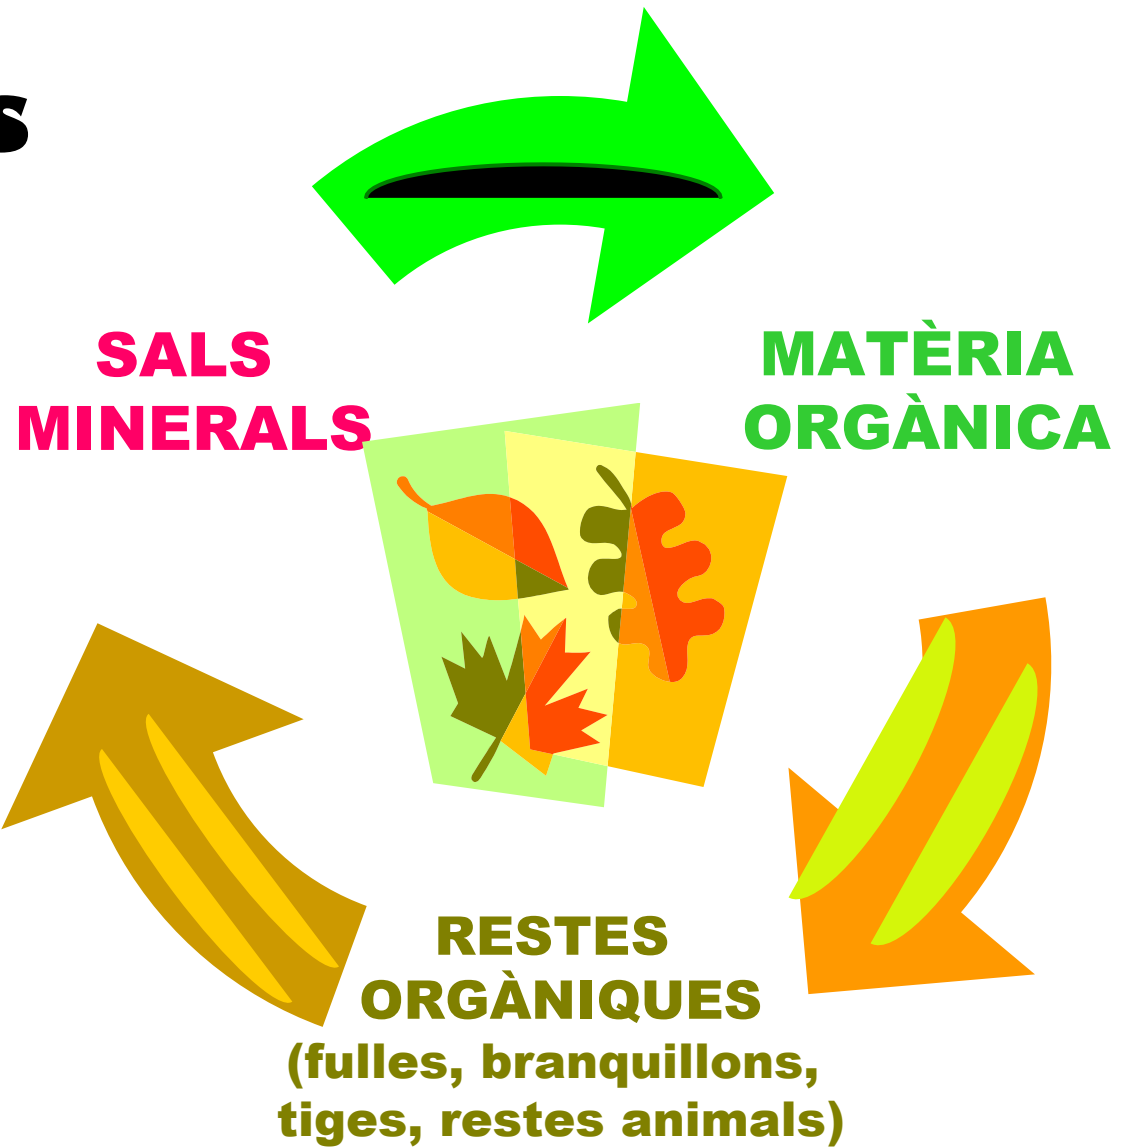 s
SALS
MINERALS
MATÈRIA
ORGÀNICA
RESTES
ORGÀNIQUES
(fulles, branquillons,
tiges, restes animals)